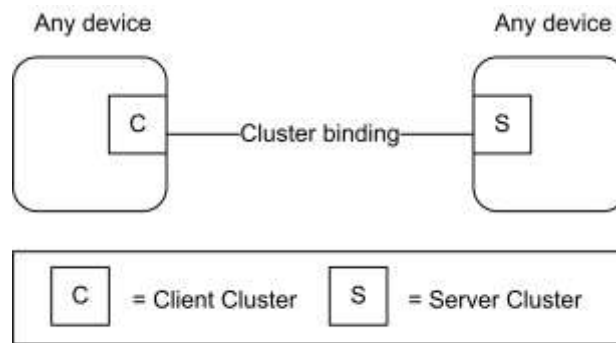 Any device
Any device
C
Cluster binding
S
C = Client Cluster
S = Server Cluster